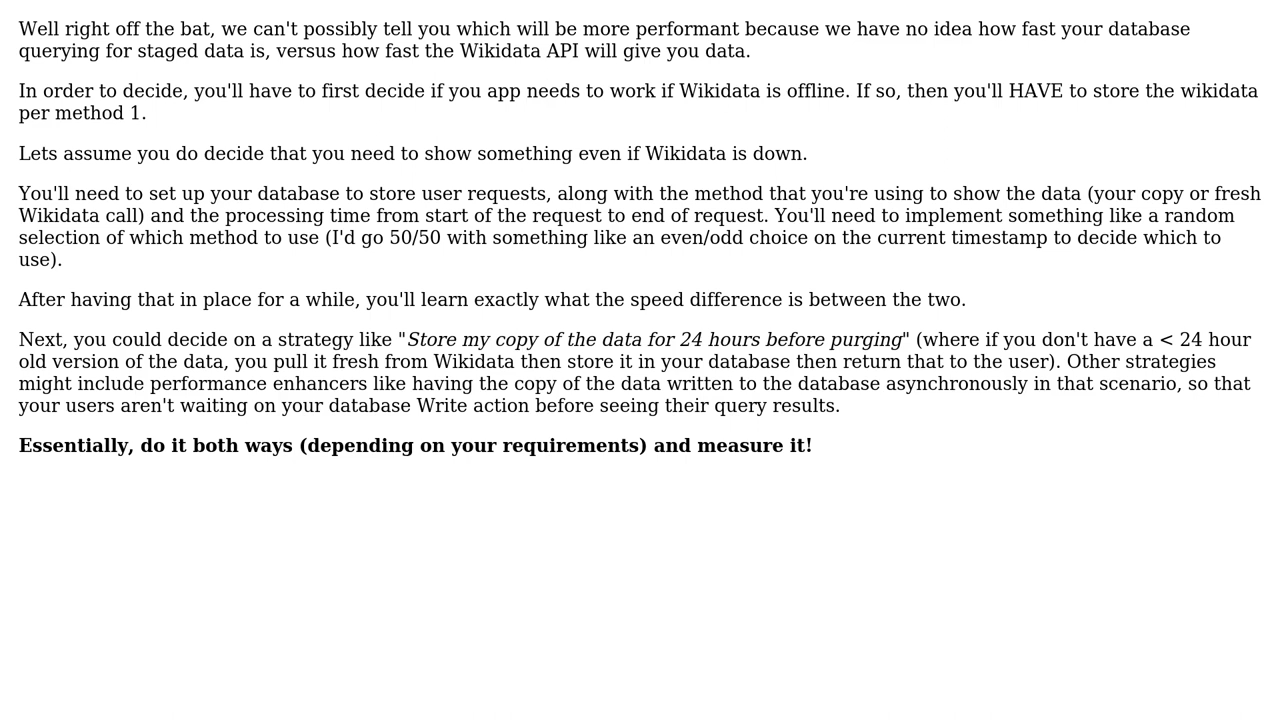 Well right off the bat, we can't possibly tell you which will be more performant because we have no idea how fast your database
querying for staged data is, versus how fast the Wikidata API will give you data.
In order to decide, you'll have to first decide if you app needs to work if Wikidata is offline. If so, then you'll HAVE to store the wikidata
per method 1.
Lets assume you do decide that you need to show something even if Wikidata is down.
You'll need to set up your database to store user requests, along with the method that you're using to show the data (your copy or fresh
Wikidata call) and the processing time from start of the request to end of request. You'll need to implement something like a random
selection of which method to use (I'd go 50/50 with something like an even/odd choice on the current timestamp to decide which to
use).
After having that in place for a while, you'll learn exactly what the speed difference is between the two.
Next, you could decide on a strategy like "Store my copy of the data for 24 hours before purging" (where if you don't have a < 24 hour
old version of the data, you pull it fresh from Wikidata then store it in your database then return that to the user). Other strategies
might include performance enhancers like having the copy of the data written to the database asynchronously in that scenario, so that
your users aren't waiting on your database Write action before seeing their query results.
Essentially, do it both ways (depending on your requirements) and measure it!